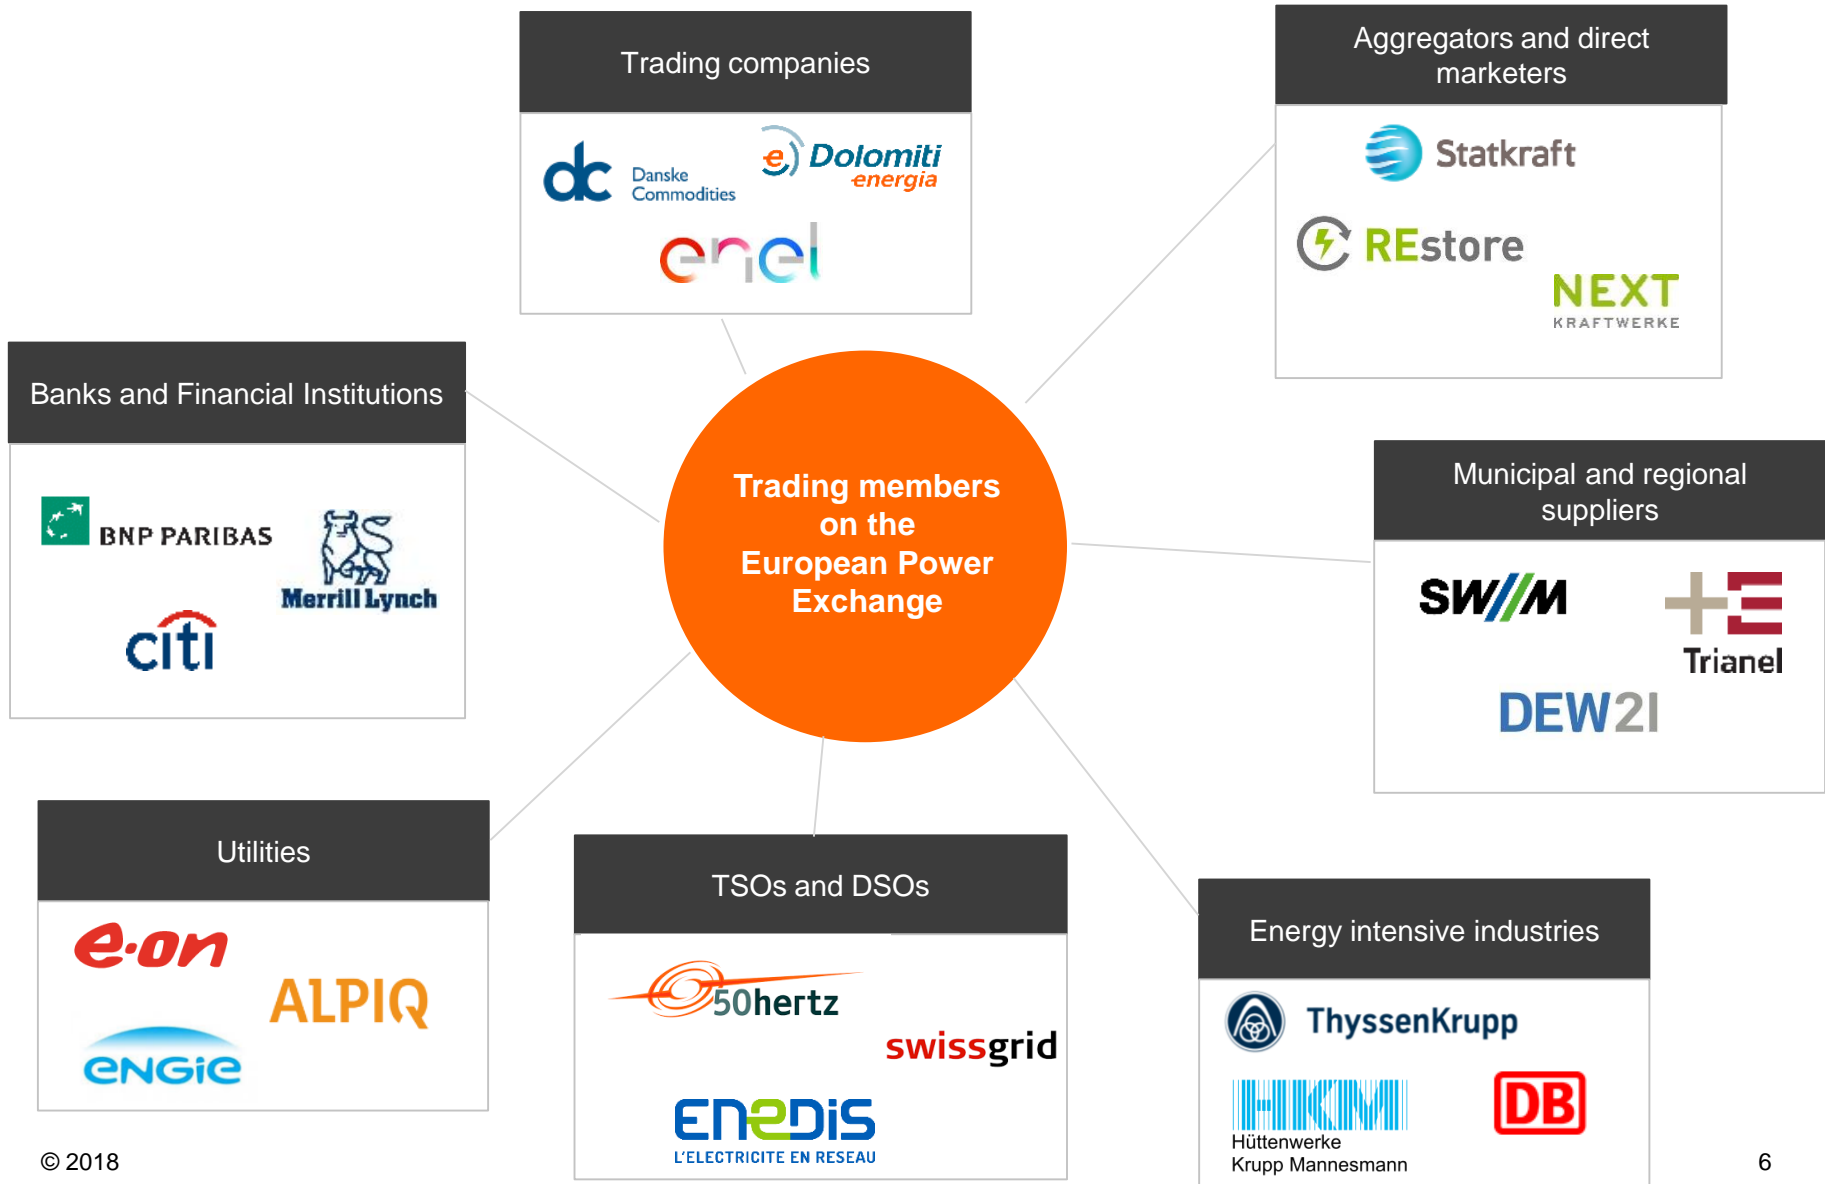 Trading companies
dc Danske
Commodities
e) Dolomiti
energia
enel
Aggregators and direct
marketers
Statkraft
REstore
NEXT
KRAFTWERKE
Banks and Financial Institutions
BNP PARIBAS
Merrill Lynch
citi
Trading members
on the
European Power
Exchange
Municipal and regional
suppliers
SW//M
Trianel
DEW21
Utilities
e·on
ALPIQ
ENGIE
TSOs and DSOs
50hertz
swissgrid
ENEDIS
L'ELECTRICITE EN RESEAU
Energy intensive industries
ThyssenKrupp
HKM
Hüttenwerke
Krupp Mannesmann
DB
© 2018
6